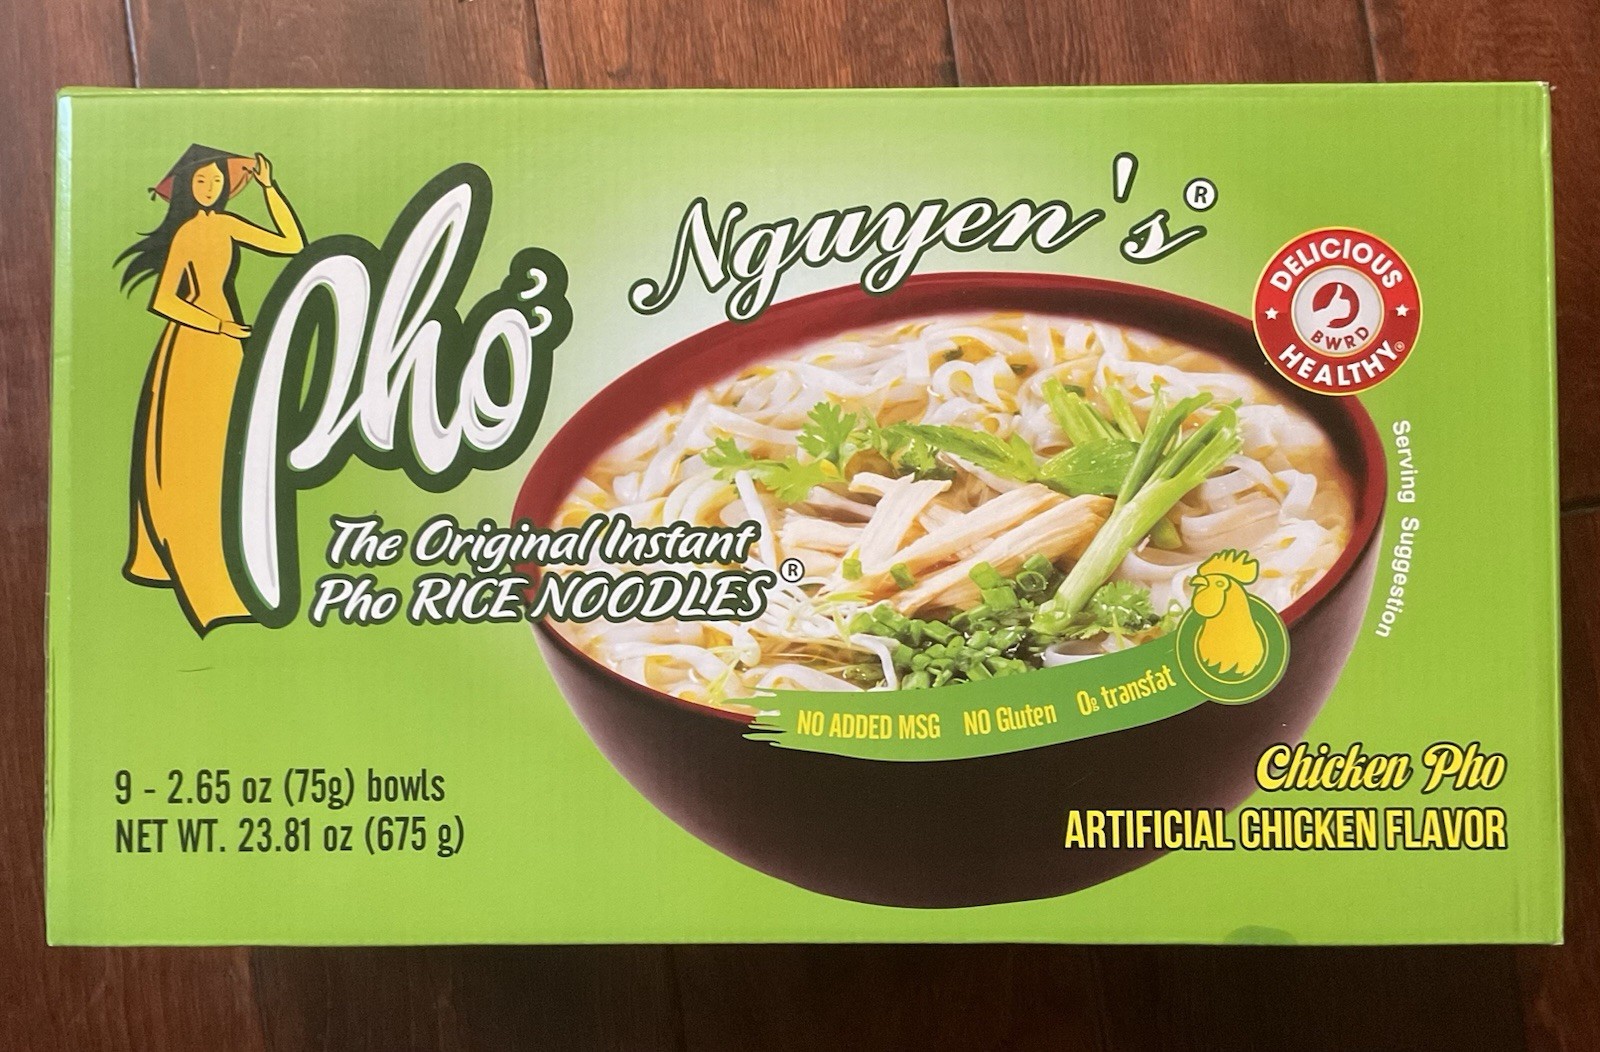 Nguyen's®
Phở
DELICIOUS
BWRD
HEALTHY®
Serving Suggestion
The Original Instant
Pho RICE NOODLES®
NO ADDED MSG NO Gluten 0g transfat
9 - 2.65 oz (75g) bowls
NET WT. 23.81 oz (675 g)
Chicken Pho
ARTIFICIAL CHICKEN FLAVOR